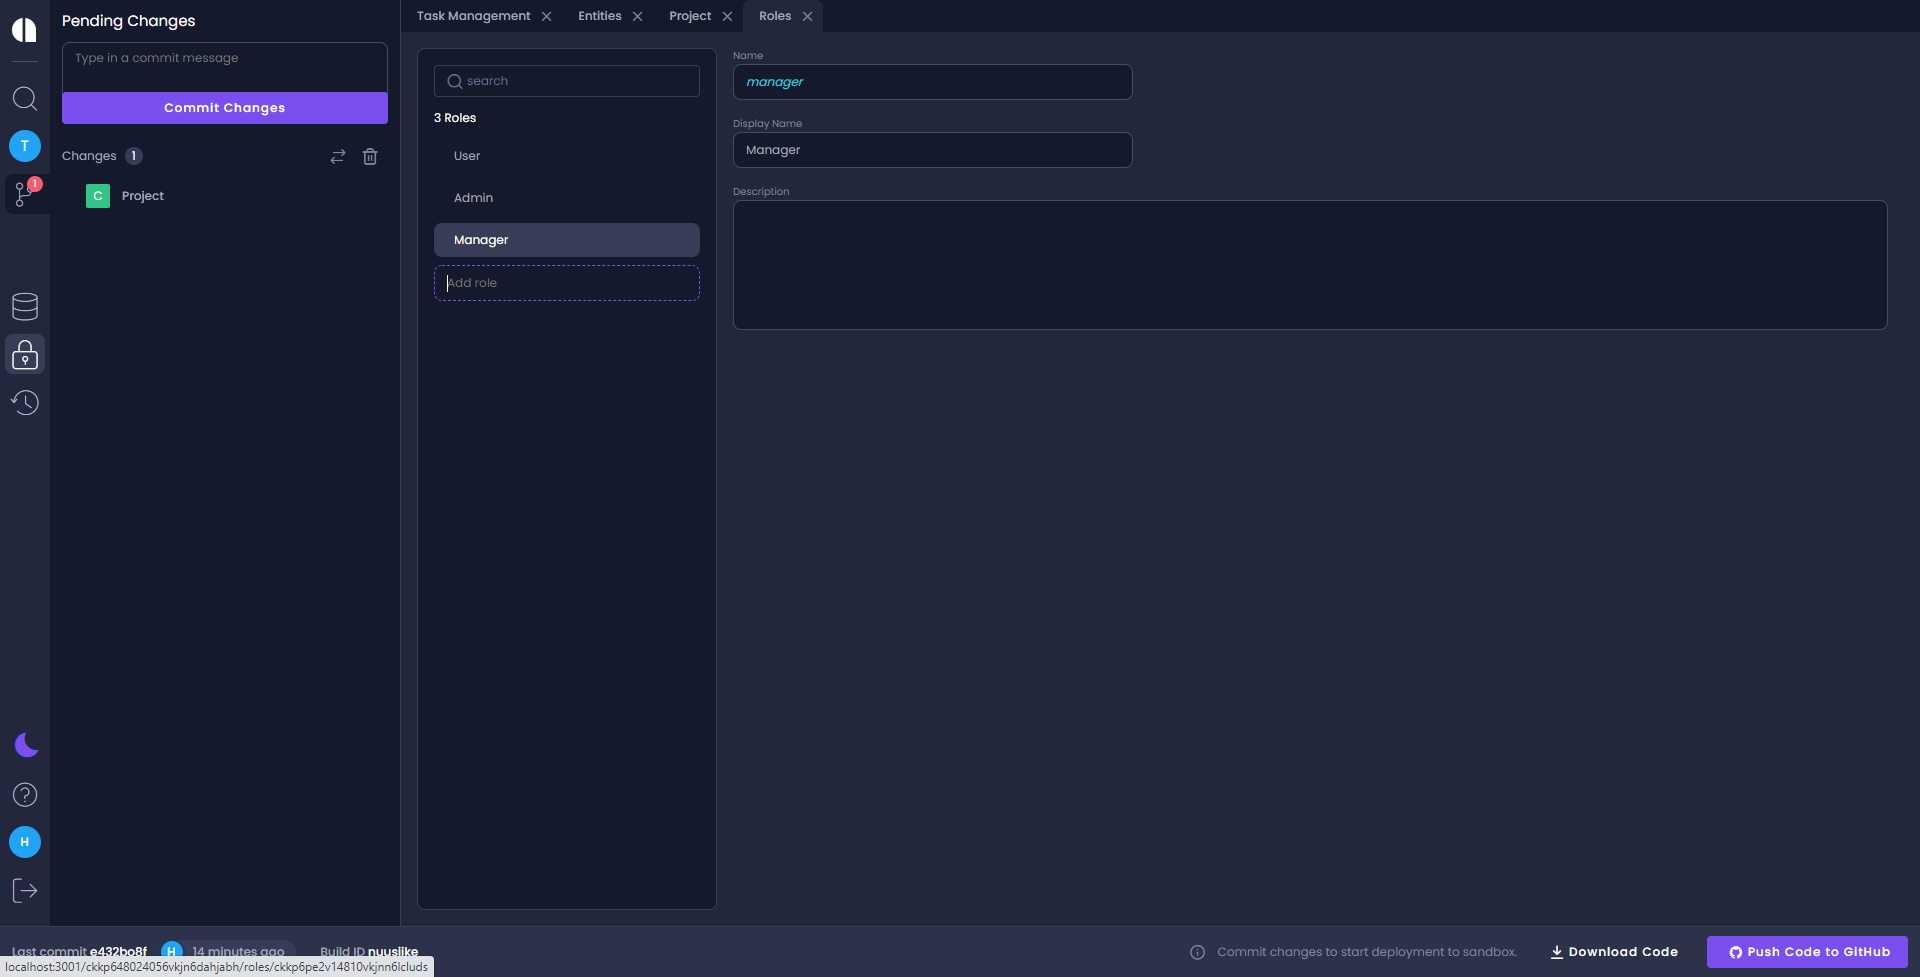 Pending Changes
Type in a commit message
Commit Changes
Changes 1
C Project
T
1
H
Task Management
Entities
Project
Roles
search
3 Roles
User
Admin
Manager
Add role
Name
manager
Display Name
Manager
Description
Last commit e432bo8f H 14 minutes ago Build ID nuusjike
localhost:3001/ckkp648024056vkjn6dahjabh/roles/ckkp6pe2v14810vkjnn6lcluds
Commit changes to start deployment to sandbox.
Download Code
Push Code to GitHub